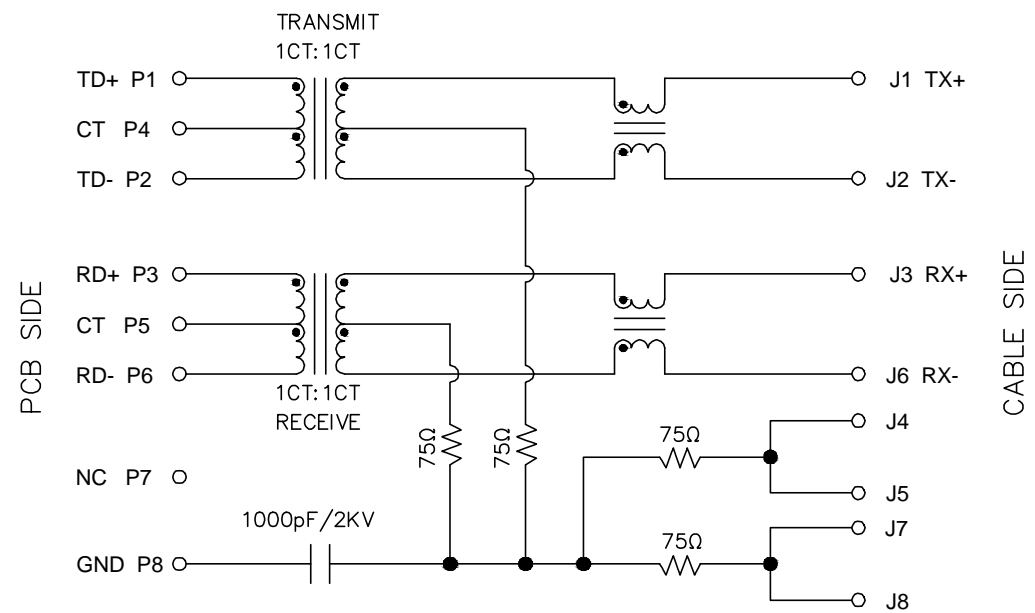 TRANSMIT
1CT:1CT
TD+ P1
J1 TX+
CT P4
TD- P2
J2 TX-
PCB SIDE
CABLE SIDE
RD+ P3
J3 RX+
CT P5
RD- P6
J6 RX-
1CT:1CT
RECEIVE
75Ω
75Ω
75Ω
J4
NC P7
J5
1000pF/2KV
75Ω
J7
GND P8
J8